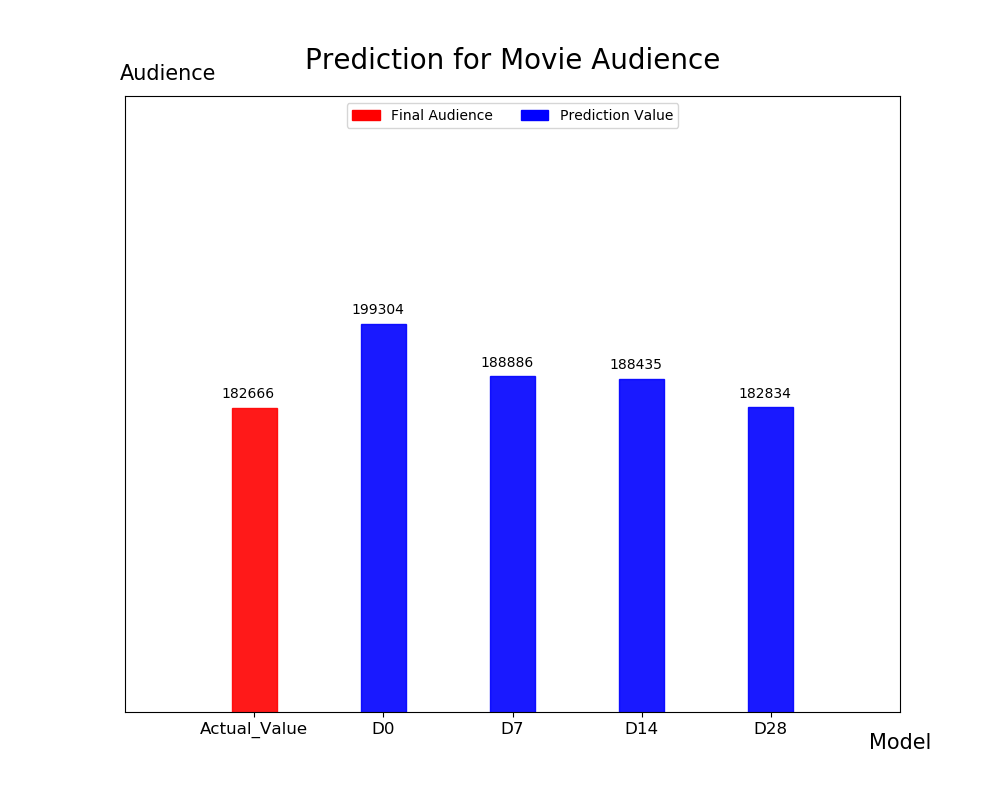 Prediction for Movie Audience
Audience
Final Audience Prediction Value
199304
188886
188435
182666
182834
Actual_Value D0 D7 D14 D28
Model